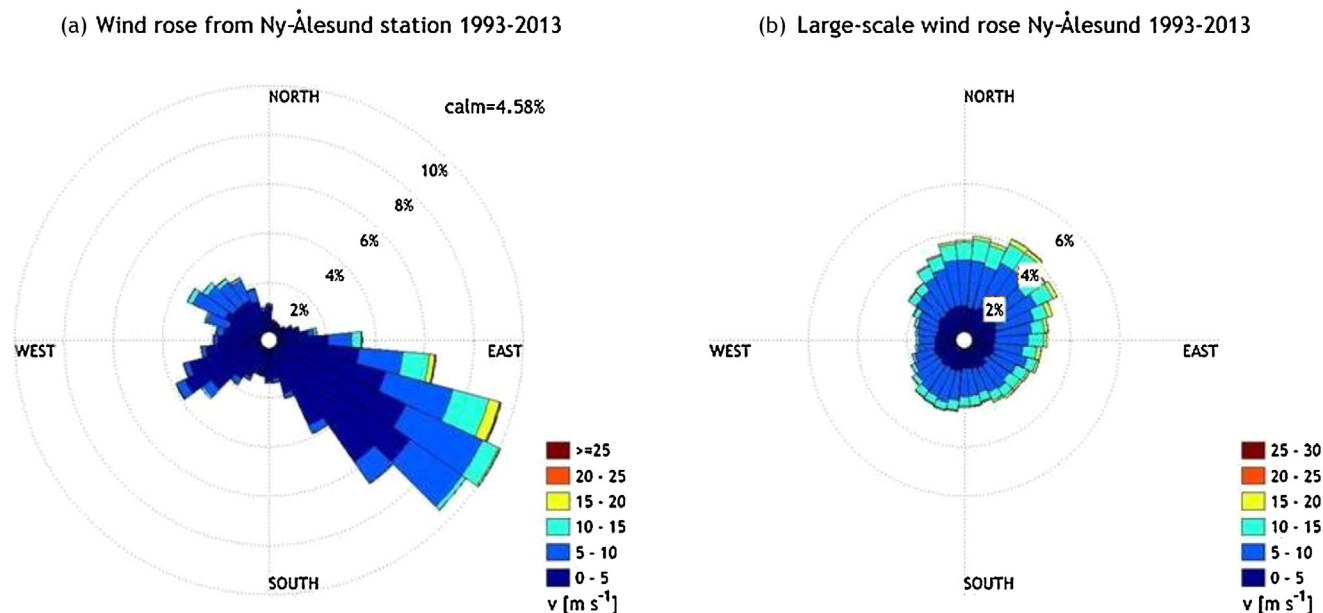 (a) Wind rose from Ny-Ålesund station 1993-2013
NORTH
calm=4.58%
10%
8%
6%
4%
2%
WEST
EAST
SOUTH
>=25
20 - 25
15 - 20
10 - 15
5 - 10
0 - 5
v [m s⁻¹]
(b) Large-scale wind rose Ny-Ålesund 1993-2013
NORTH
6%
4%
2%
WEST
EAST
SOUTH
25 - 30
20 - 25
15 - 20
10 - 15
5 - 10
0 - 5
v [m s⁻¹]